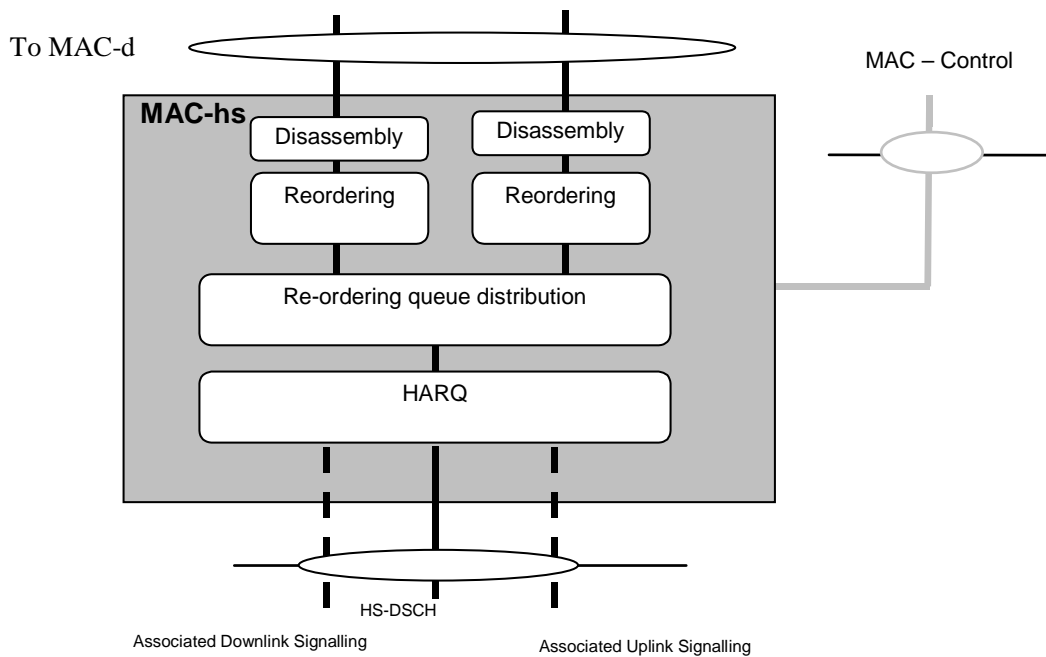 To MAC-d
MAC – Control
MAC-hs
Disassembly
Disassembly
Reordering
Reordering
Re-ordering queue distribution
HARQ
HS-DSCH
Associated Downlink Signalling
Associated Uplink Signalling